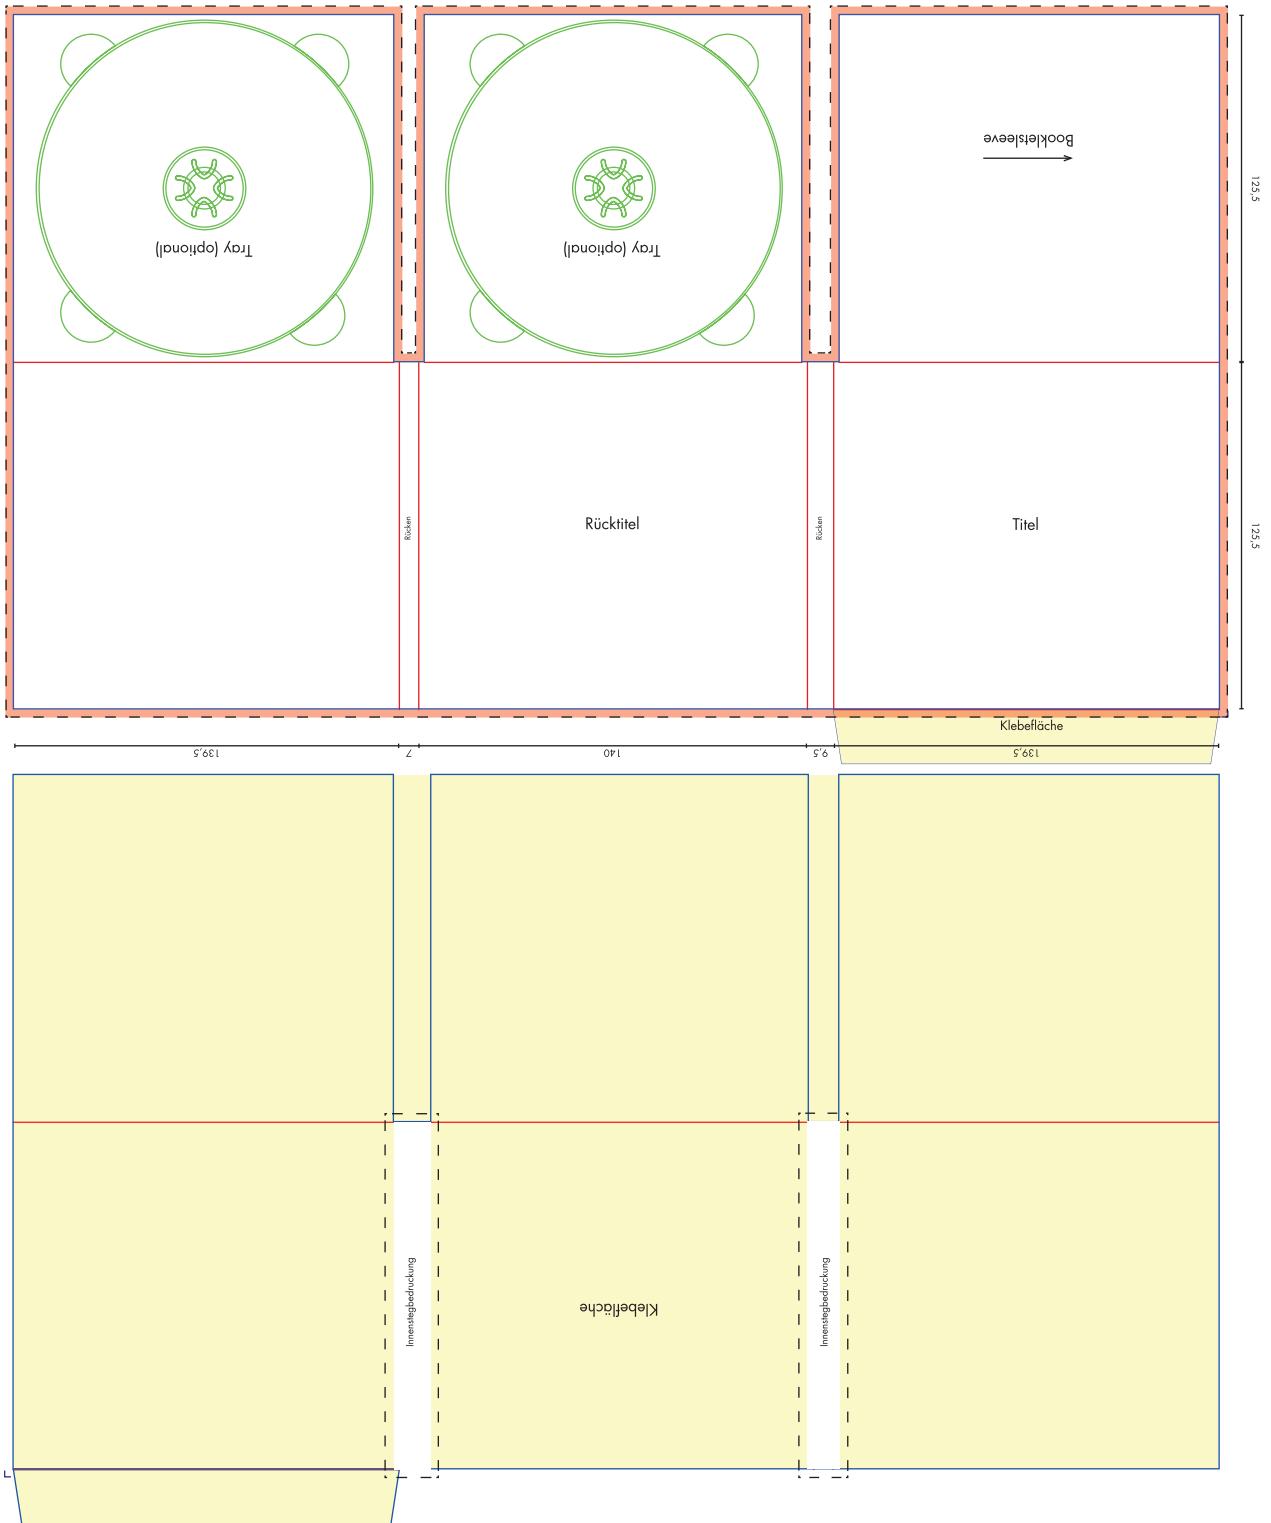 Bookletsleeve
125,5
Tray (optional)
Tray (optional)
Rücken
Rücktitel
Rücken
Titel
125,5
Klebefläche
139,5
7
140
9,5
139,5
Innenstegbedruckung
Klebefläche
Innenstegbedruckung